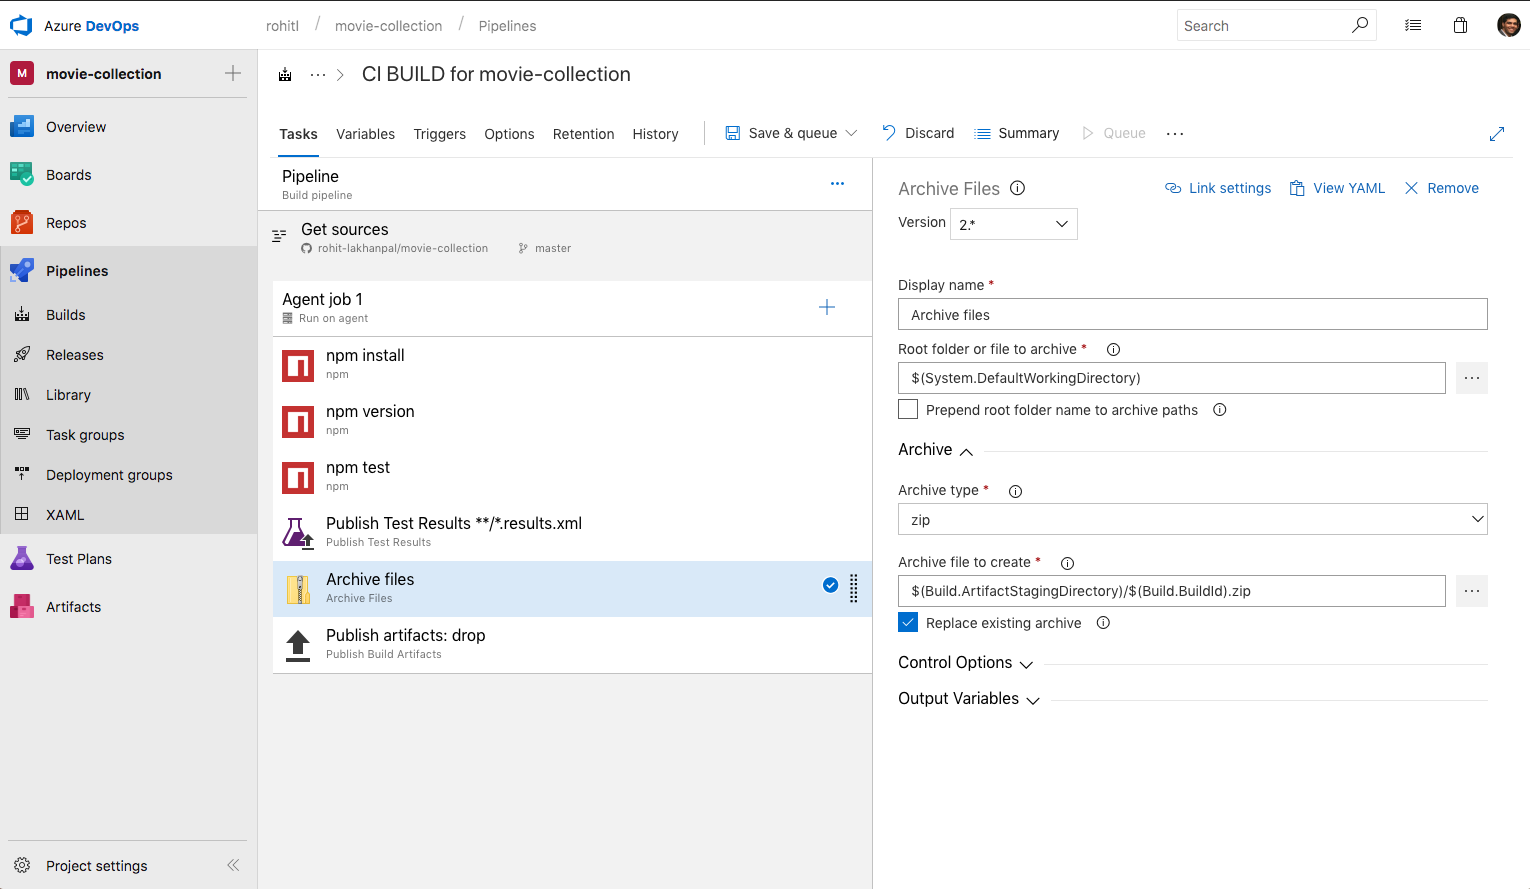 Azure DevOps
rohitl / movie-collection / Pipelines
Search
M movie-collection
Overview
Boards
Repos
Pipelines
Builds
Releases
Library
Task groups
Deployment groups
XAML
Test Plans
Artifacts
Project settings
CI BUILD for movie-collection
Tasks Variables Triggers Options Retention History Save & queue Discard Summary Queue
Pipeline
Build pipeline
Get sources
rohit-lakhanpal/movie-collection master
Agent job 1
Run on agent
npm install
npm
npm version
npm
npm test
npm
Publish Test Results **/*.results.xml
Publish Test Results
Archive files
Archive Files
Publish artifacts: drop
Publish Build Artifacts
Archive Files Link settings View YAML Remove
Version 2.*
Display name *
Archive files
Root folder or file to archive *
$(System.DefaultWorkingDirectory)
Prepend root folder name to archive paths
Archive
Archive type *
zip
Archive file to create *
$(Build.ArtifactStagingDirectory)/$(Build.BuildId).zip
Replace existing archive
Control Options
Output Variables